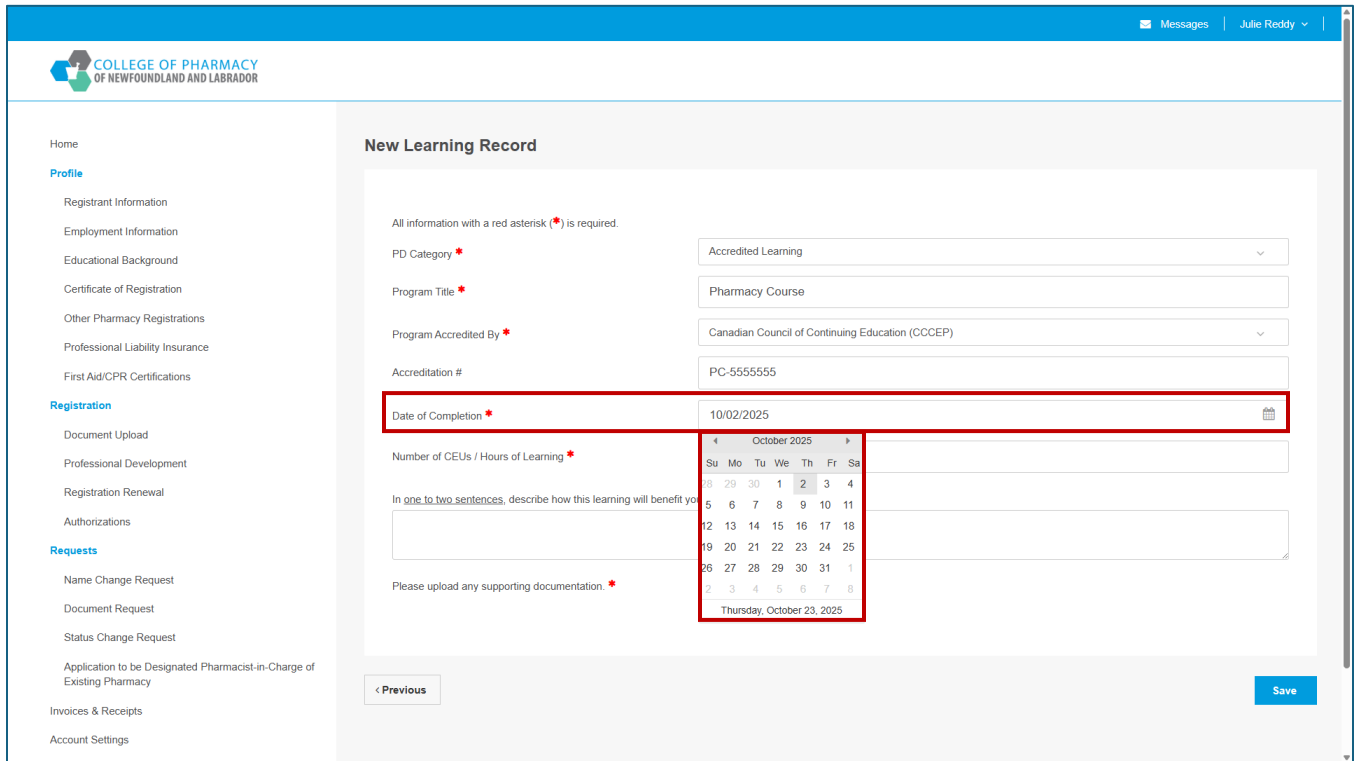 Messages
Julie Reddy
COLLEGE OF PHARMACY
OF NEWFOUNDLAND AND LABRADOR
Home
Profile
Registrant Information
Employment Information
Educational Background
Certificate of Registration
Other Pharmacy Registrations
Professional Liability Insurance
First Aid/CPR Certifications
Registration
Document Upload
Professional Development
Registration Renewal
Authorizations
Requests
Name Change Request
Document Request
Status Change Request
Application to be Designated Pharmacist-in-Charge of
Existing Pharmacy
Invoices & Receipts
Account Settings
New Learning Record
All information with a red asterisk (*) is required.
PD Category *
Accredited Learning
Program Title *
Pharmacy Course
Program Accredited By *
Canadian Council of Continuing Education (CCCEP)
Accreditation #
PC-5555555
Date of Completion *
10/02/2025
October 2025
Su Mo Tu We Th Fr Sa
28 29 30 1 2 3 4
5 6 7 8 9 10 11
12 13 14 15 16 17 18
19 20 21 22 23 24 25
26 27 28 29 30 31 1
2 3 4 5 6 7 8
Thursday, October 23, 2025
Number of CEUs / Hours of Learning *
In one to two sentences, describe how this learning will benefit yo
Please upload any supporting documentation. *
< Previous
Save